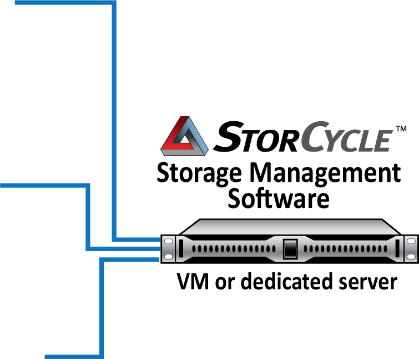 STORCYCLE™
Storage Management
Software
VM or dedicated server